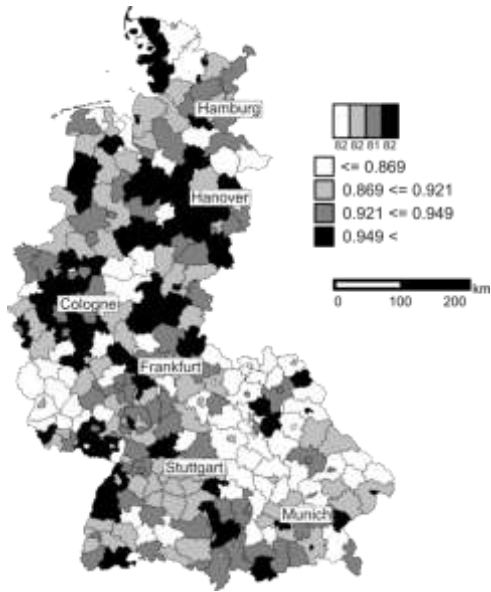 Hamburg
82 82 81 82
<= 0.869
0.869 <= 0.921
0.921 <= 0.949
0.949 <
Hanover
km
0 100 200
Cologne
Frankfurt
Stuttgart
Munich